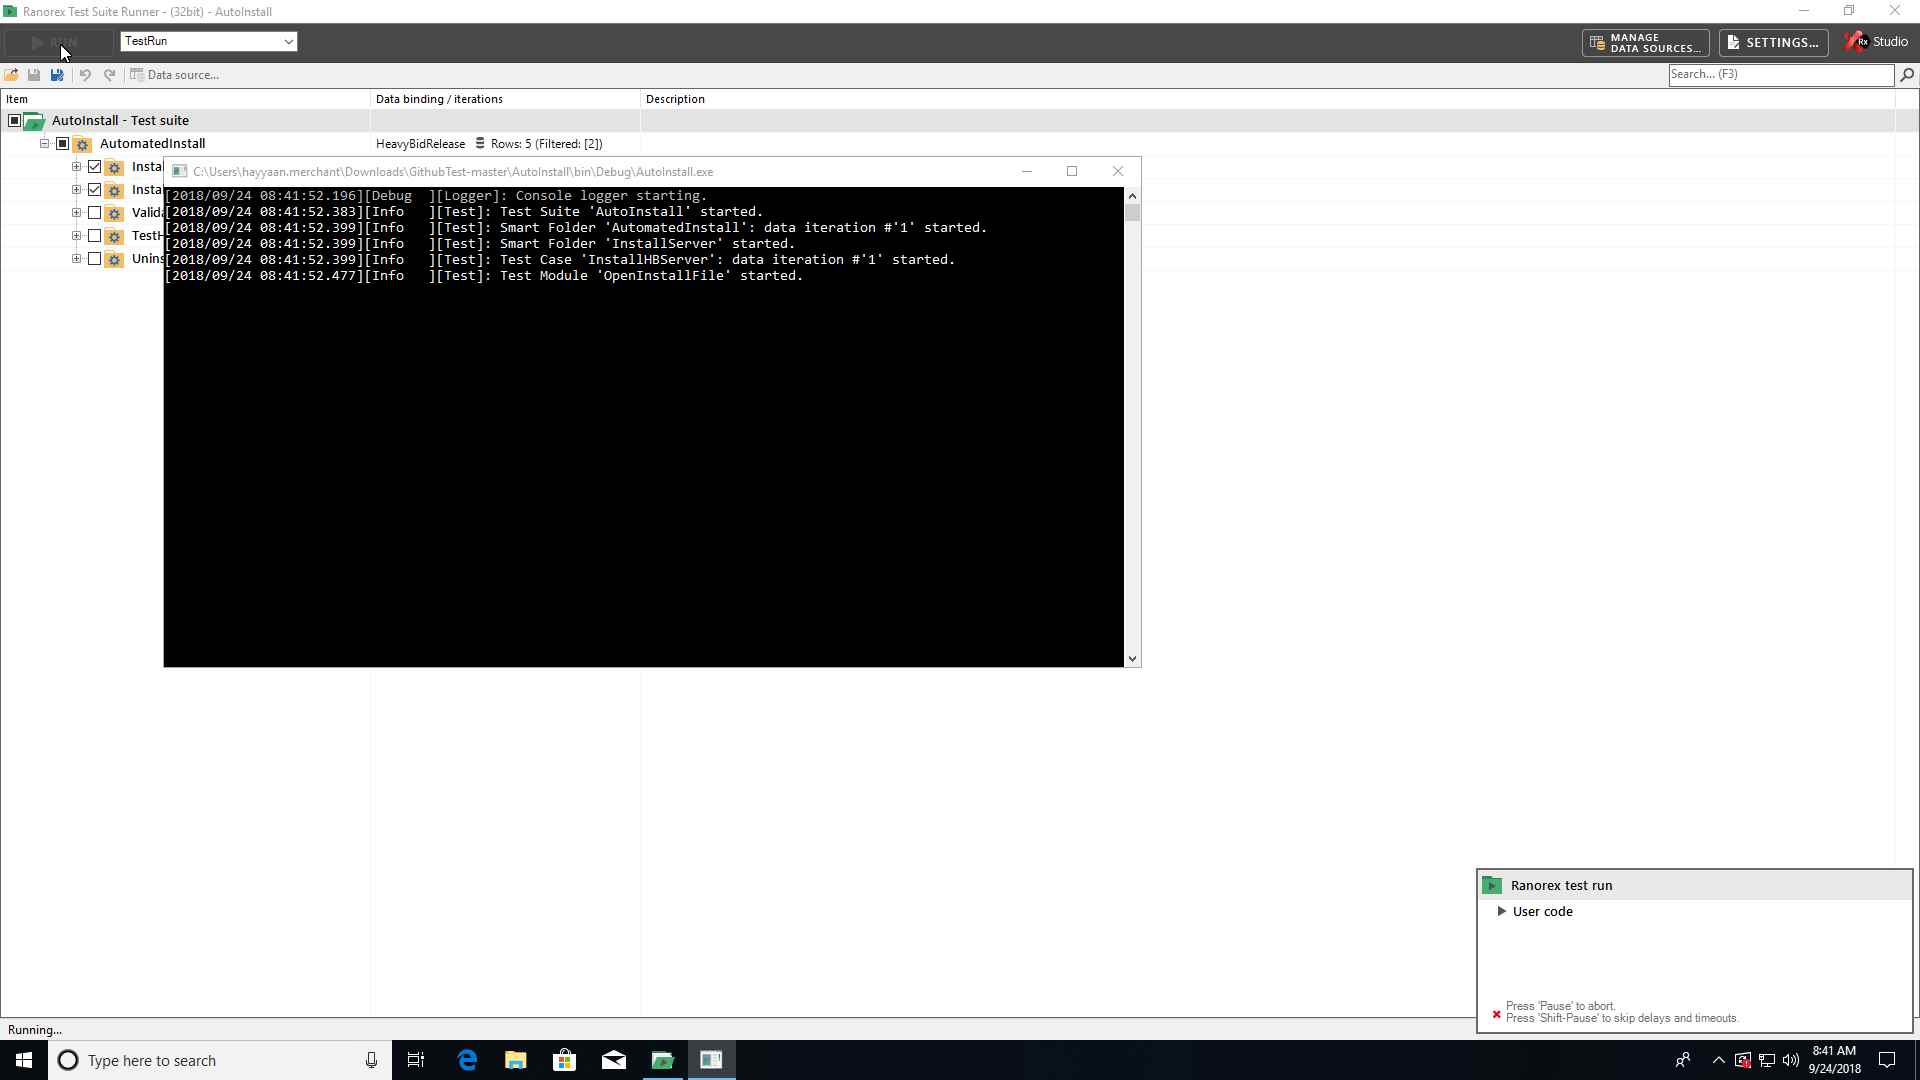 Ranorex Test Suite Runner - (32bit) - AutoInstall
RUN
TestRun
MANAGE
DATA SOURCES...
SETTINGS...
Rx Studio
Data source...
Search... (F3)
Item
Data binding / iterations
Description
AutoInstall - Test suite
AutomatedInstall
HeavyBidRelease
Rows: 5 (Filtered: [2])
Instal
Instal
Valida
TestH
Unins
C:\Users\hayyaan.merchant\Downloads\GithubTest-master\AutoInstall\bin\Debug\AutoInstall.exe
[2018/09/24 08:41:52.196][Debug  ][Logger]: Console logger starting.
[2018/09/24 08:41:52.383][Info   ][Test]: Test Suite 'AutoInstall' started.
[2018/09/24 08:41:52.399][Info   ][Test]: Smart Folder 'AutomatedInstall': data iteration #'1' started.
[2018/09/24 08:41:52.399][Info   ][Test]: Smart Folder 'InstallServer' started.
[2018/09/24 08:41:52.399][Info   ][Test]: Test Case 'InstallHBServer': data iteration #'1' started.
[2018/09/24 08:41:52.477][Info   ][Test]: Test Module 'OpenInstallFile' started.
Ranorex test run
User code
Press 'Pause' to abort.
Press 'Shift-Pause' to skip delays and timeouts.
Running...
Type here to search
8:41 AM
9/24/2018